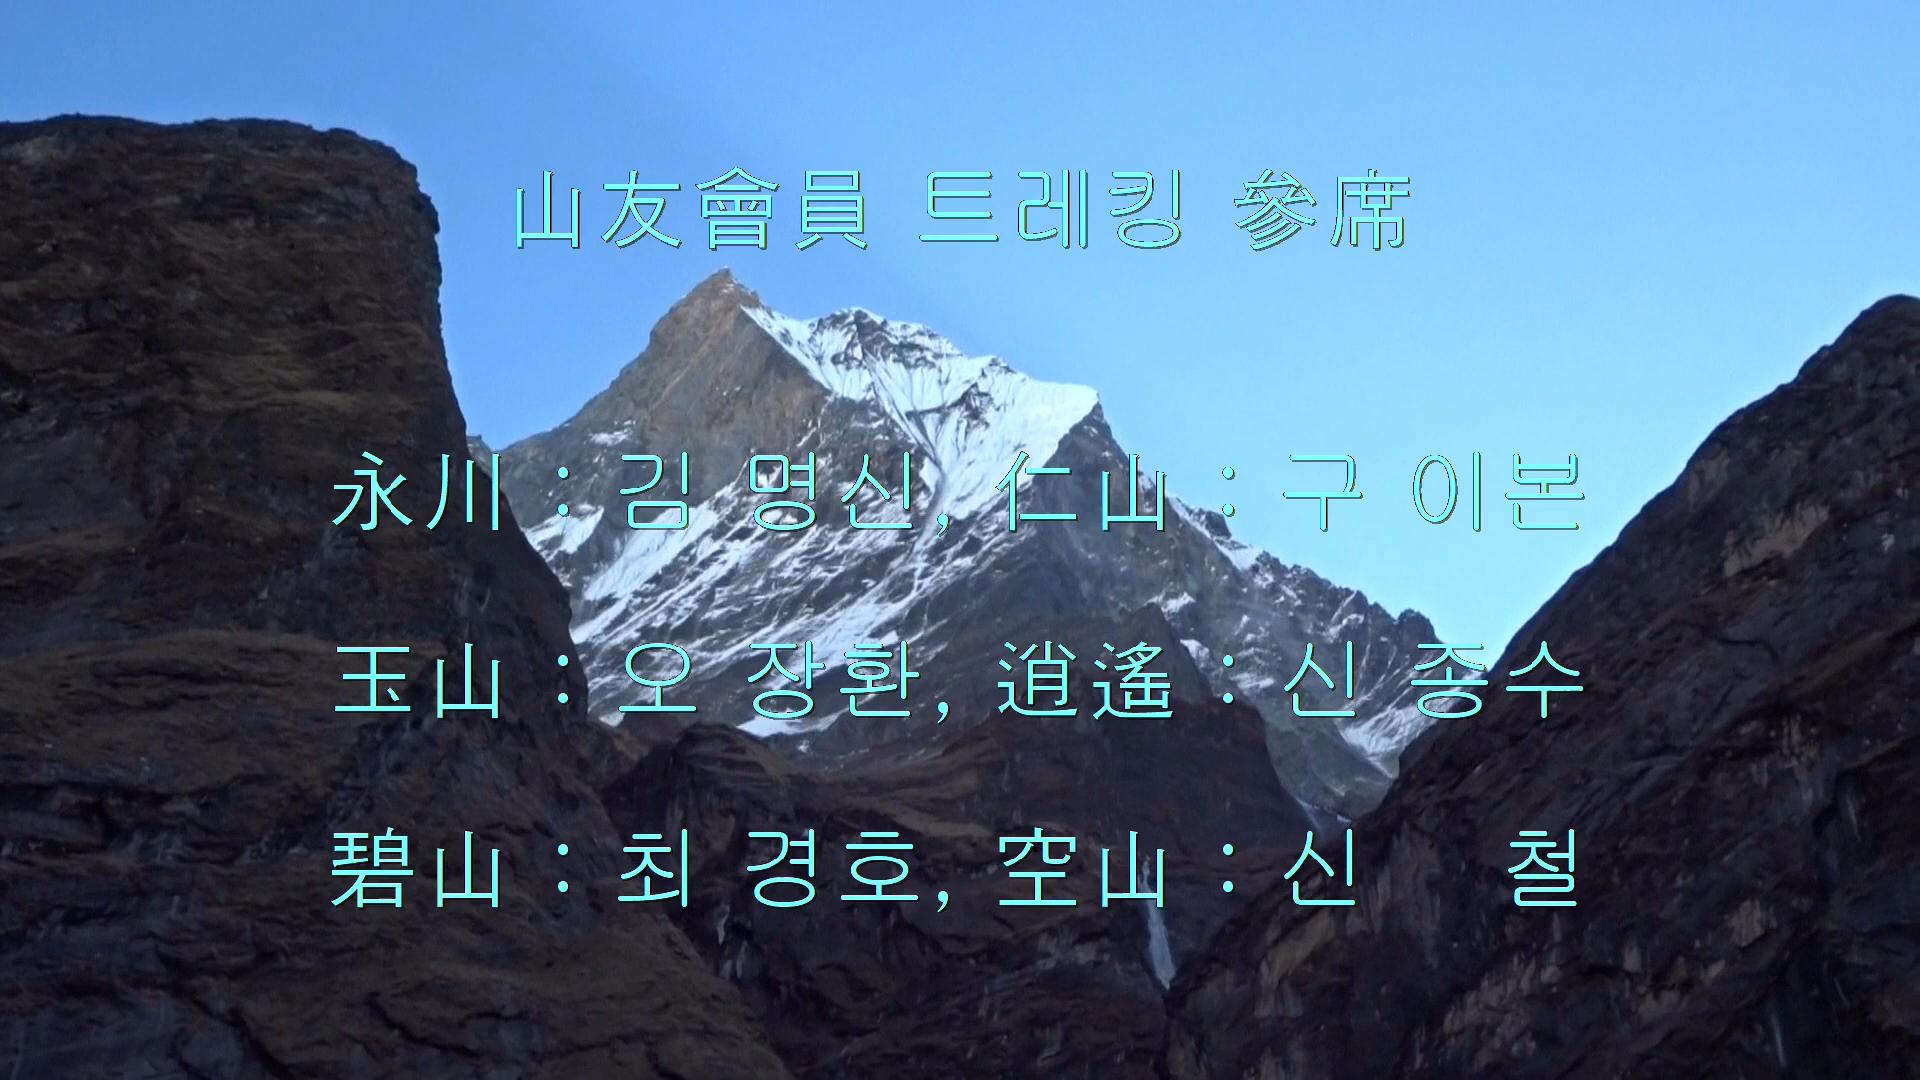 山友會員 트레킹 參席
永川 : 김 명신, 仁山 : 구 이본
玉山 : 오 장환, 逍遙 : 신 종수
碧山 : 최 경호, 空山 : 신 철